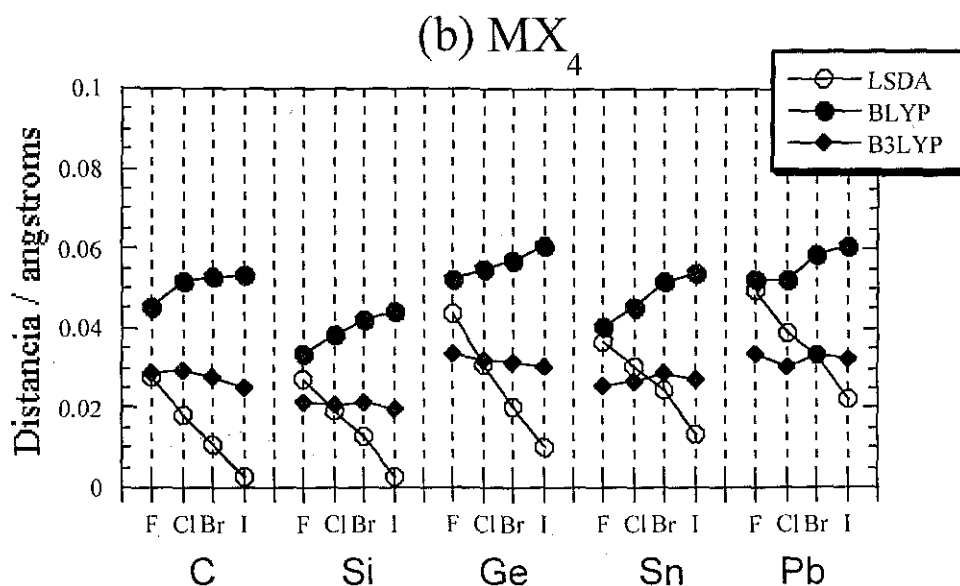 (b) MX4
LSDA
BLYP
B3LYP
Distancia / angstroms
0.1
0.08
0.06
0.04
0.02
0
F Cl Br I F Cl Br I F Cl Br I F Cl Br I F Cl Br I
C Si Ge Sn Pb